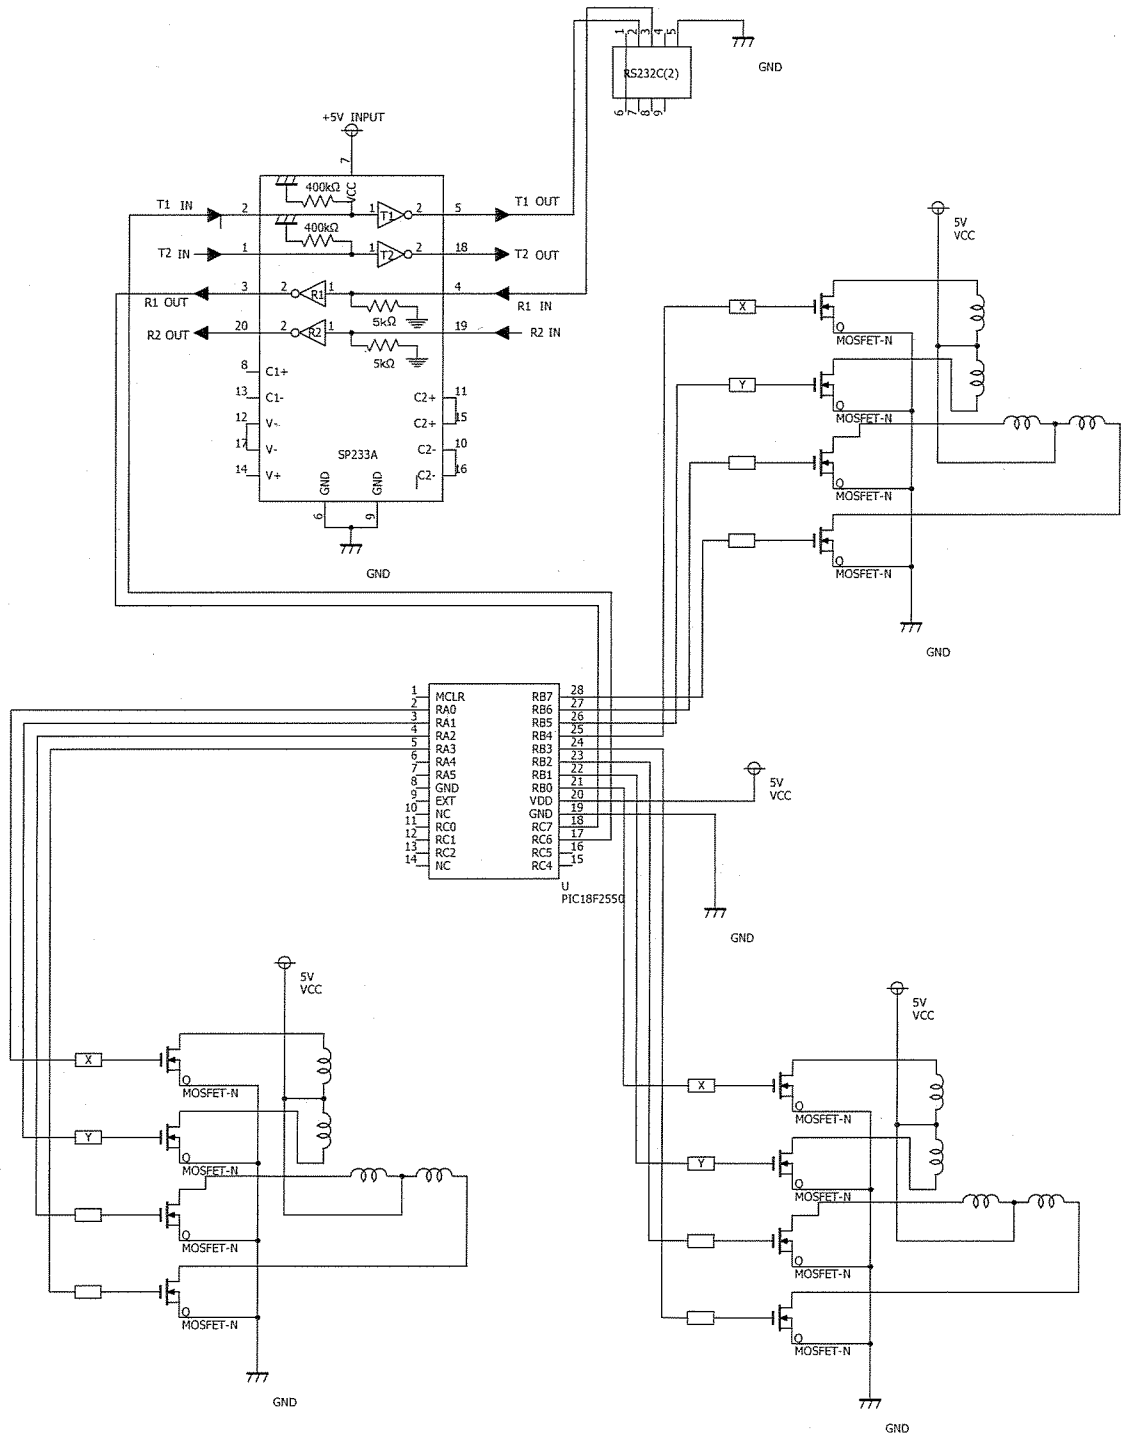 1 2 3 4 5
RS232C(2)
6 7 8 9
GND
+5V INPUT
7
VCC
400kΩ
T1 IN 2 1 T1 2 5 T1 OUT
400kΩ
T2 IN 1 1 T2 2 18 T2 OUT
R1 OUT 3 2 R1 1 4 R1 IN
5kΩ
R2 OUT 20 2 R2 1 19 R2 IN
5kΩ
8 C1+
13 C1- C2+ 11
12 V- C2+ 15
17 V- C2- 10
14 V+ C2- 16
SP233A
GND GND
6 9
GND
5V
VCC
X
Q
MOSFET-N
Y
Q
MOSFET-N
Q
MOSFET-N
Q
MOSFET-N
GND
1 MCLR RB7 28
2 RA0 RB6 27
3 RA1 RB5 26
4 RA2 RB4 25
5 RA3 RB3 24
6 RA4 RB2 23
7 RA5 RB1 22
8 GND RB0 21
9 EXT VDD 20
10 NC GND 19
11 RC0 RC7 18
12 RC1 RC6 17
13 RC2 RC5 16
14 NC RC4 15
U
PIC18F2550
5V
VCC
GND
5V
VCC
X
Q
MOSFET-N
Y
Q
MOSFET-N
Q
MOSFET-N
Q
MOSFET-N
GND
5V
VCC
X
Q
MOSFET-N
Y
Q
MOSFET-N
Q
MOSFET-N
Q
MOSFET-N
GND